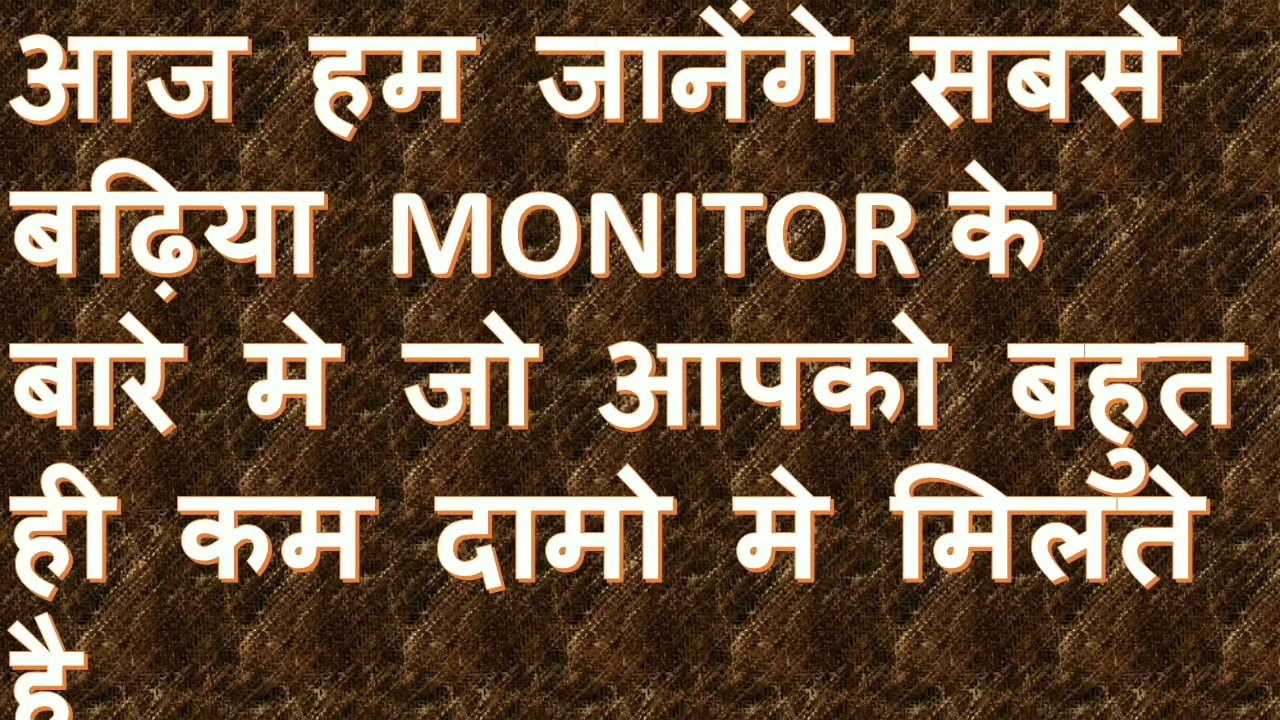 आज हम जानेंगे सबसे
बढ़िया MONITOR के
बारे मे जो आपको बहुत
ही कम दामो मे मिलते
है